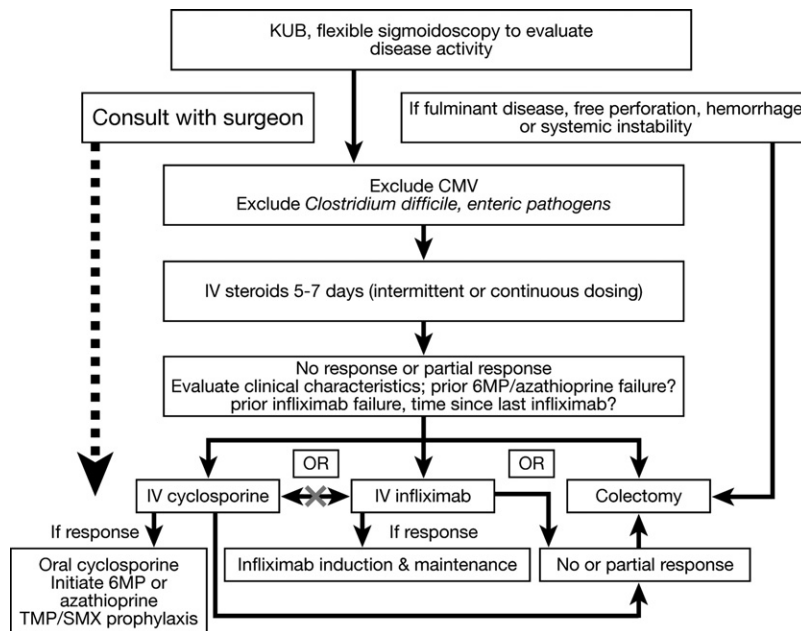 KUB, flexible sigmoidoscopy to evaluate
disease activity
Consult with surgeon
If fulminant disease, free perforation, hemorrhage
or systemic instability
Exclude CMV
Exclude Clostridium difficile, enteric pathogens
IV steroids 5-7 days (intermittent or continuous dosing)
No response or partial response
Evaluate clinical characteristics; prior 6MP/azathioprine failure?
prior infliximab failure, time since last infliximab?
OR
OR
IV cyclosporine
IV infliximab
Colectomy
If response
If response
Oral cyclosporine
Initiate 6MP or
azathioprine
TMP/SMX prophylaxis
Infliximab induction & maintenance
No or partial response